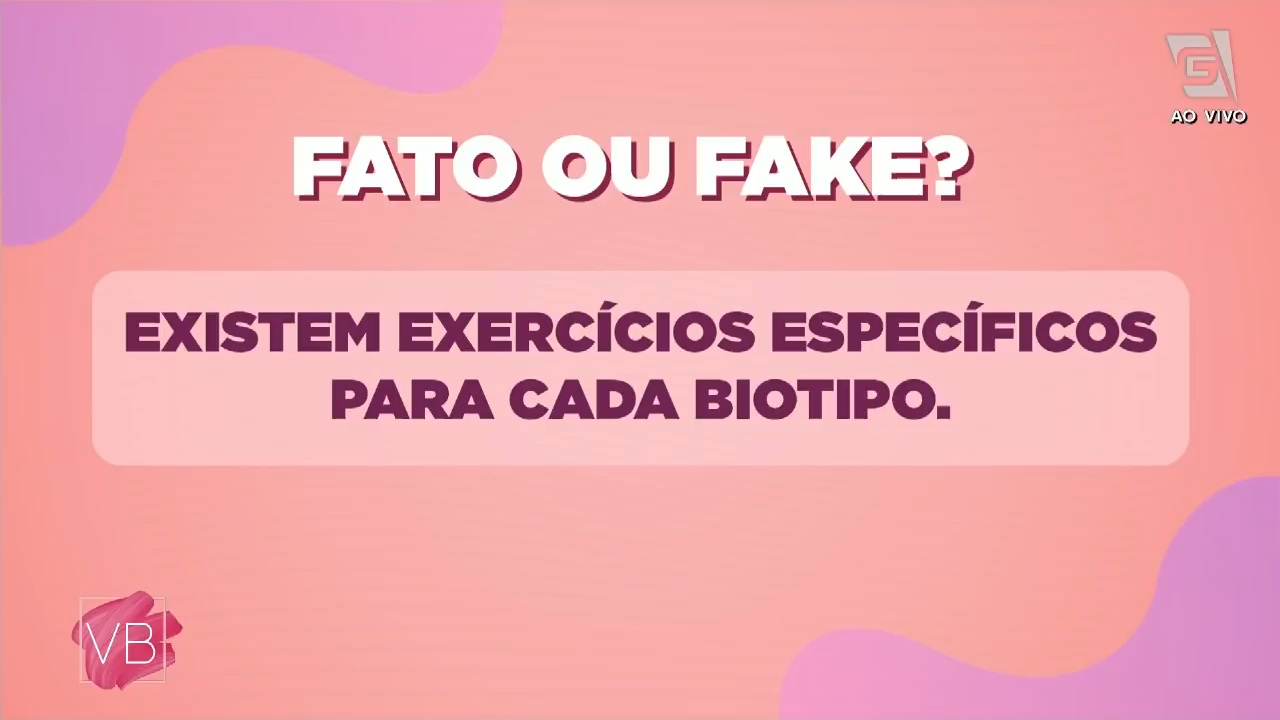 AO VIVO
FATO OU FAKE?
EXISTEM EXERCÍCIOS ESPECÍFICOS
PARA CADA BIOTIPO.
VB